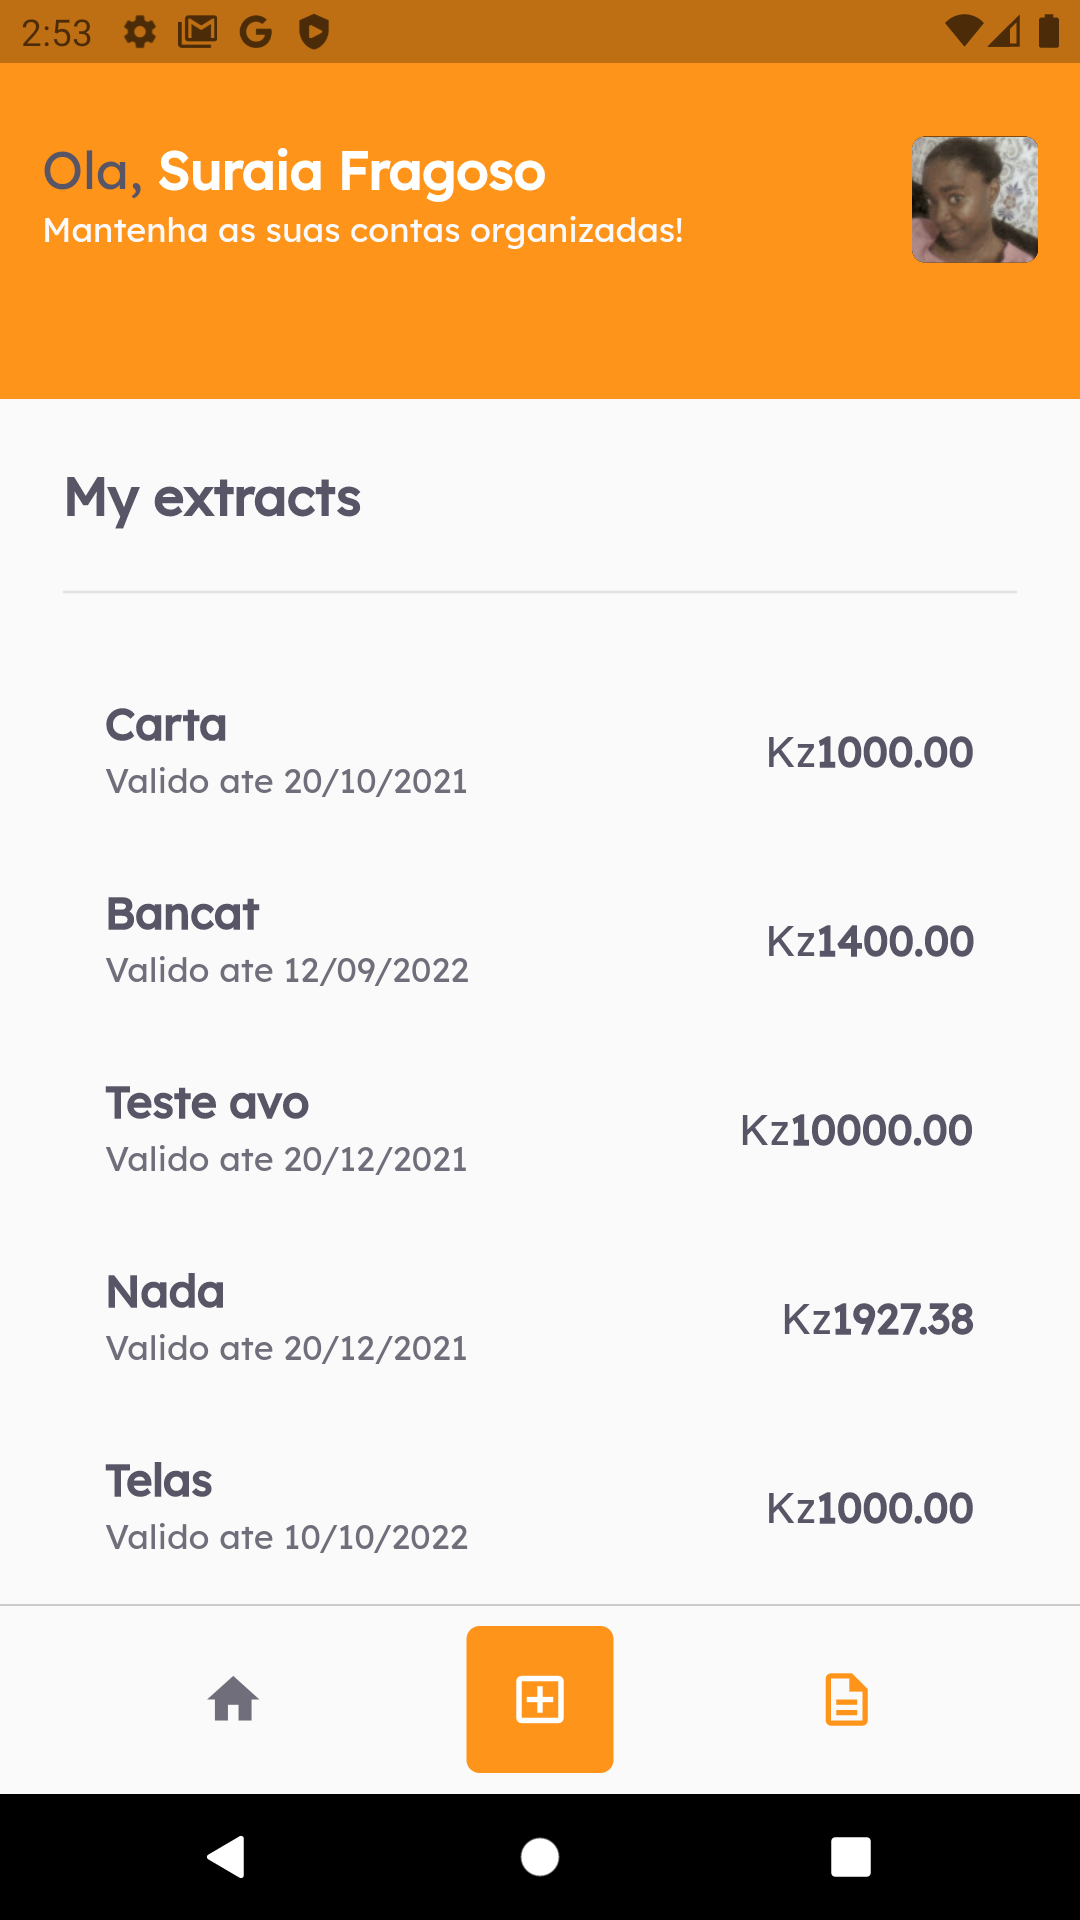 2:53
Ola, Suraia Fragoso
Mantenha as suas contas organizadas!
My extracts
Carta
Kz1000.00
Valido ate 20/10/2021
Bancat
Kz1400.00
Valido ate 12/09/2022
Teste avo
Kz10000.00
Valido ate 20/12/2021
Nada
Kz1927.38
Valido ate 20/12/2021
Telas
Kz1000.00
Valido ate 10/10/2022